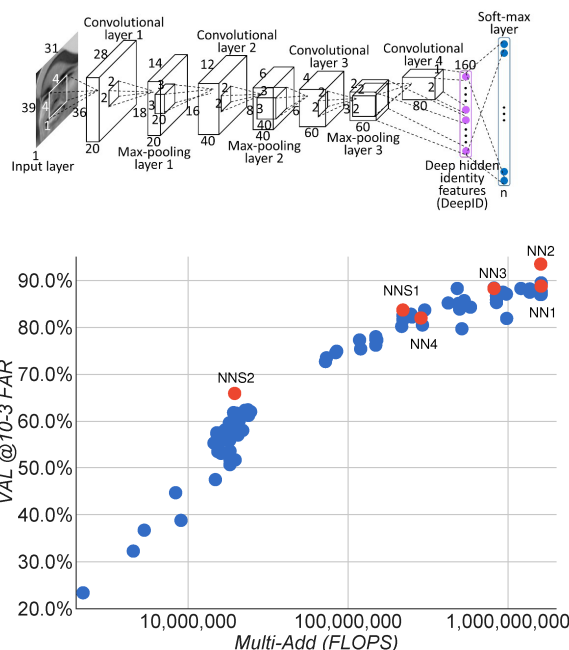 Soft-max
layer
Convolutional
layer 1
Convolutional
layer 2
Convolutional
layer 3
Convolutional
layer 4
31
28
14
12
6
4
2
2
1
160
4
2
2
3
3
2
2
3
3
2
2
2
2
39
4
1
36
3
20
18
16
3
40
8
6
2
80
1
20
20
40
40
60
60
Input layer
Max-pooling
layer 1
Max-pooling
layer 2
Max-pooling
layer 3
Deep hidden
identity
features
(DeepID)
n
VAL @10-3 FAR
90.0%
80.0%
70.0%
60.0%
50.0%
40.0%
30.0%
20.0%
NN2
NN3
NNS1
NN1
NN4
NNS2
10,000,000
100,000,000
1,000,000,000
Multi-Add (FLOPS)